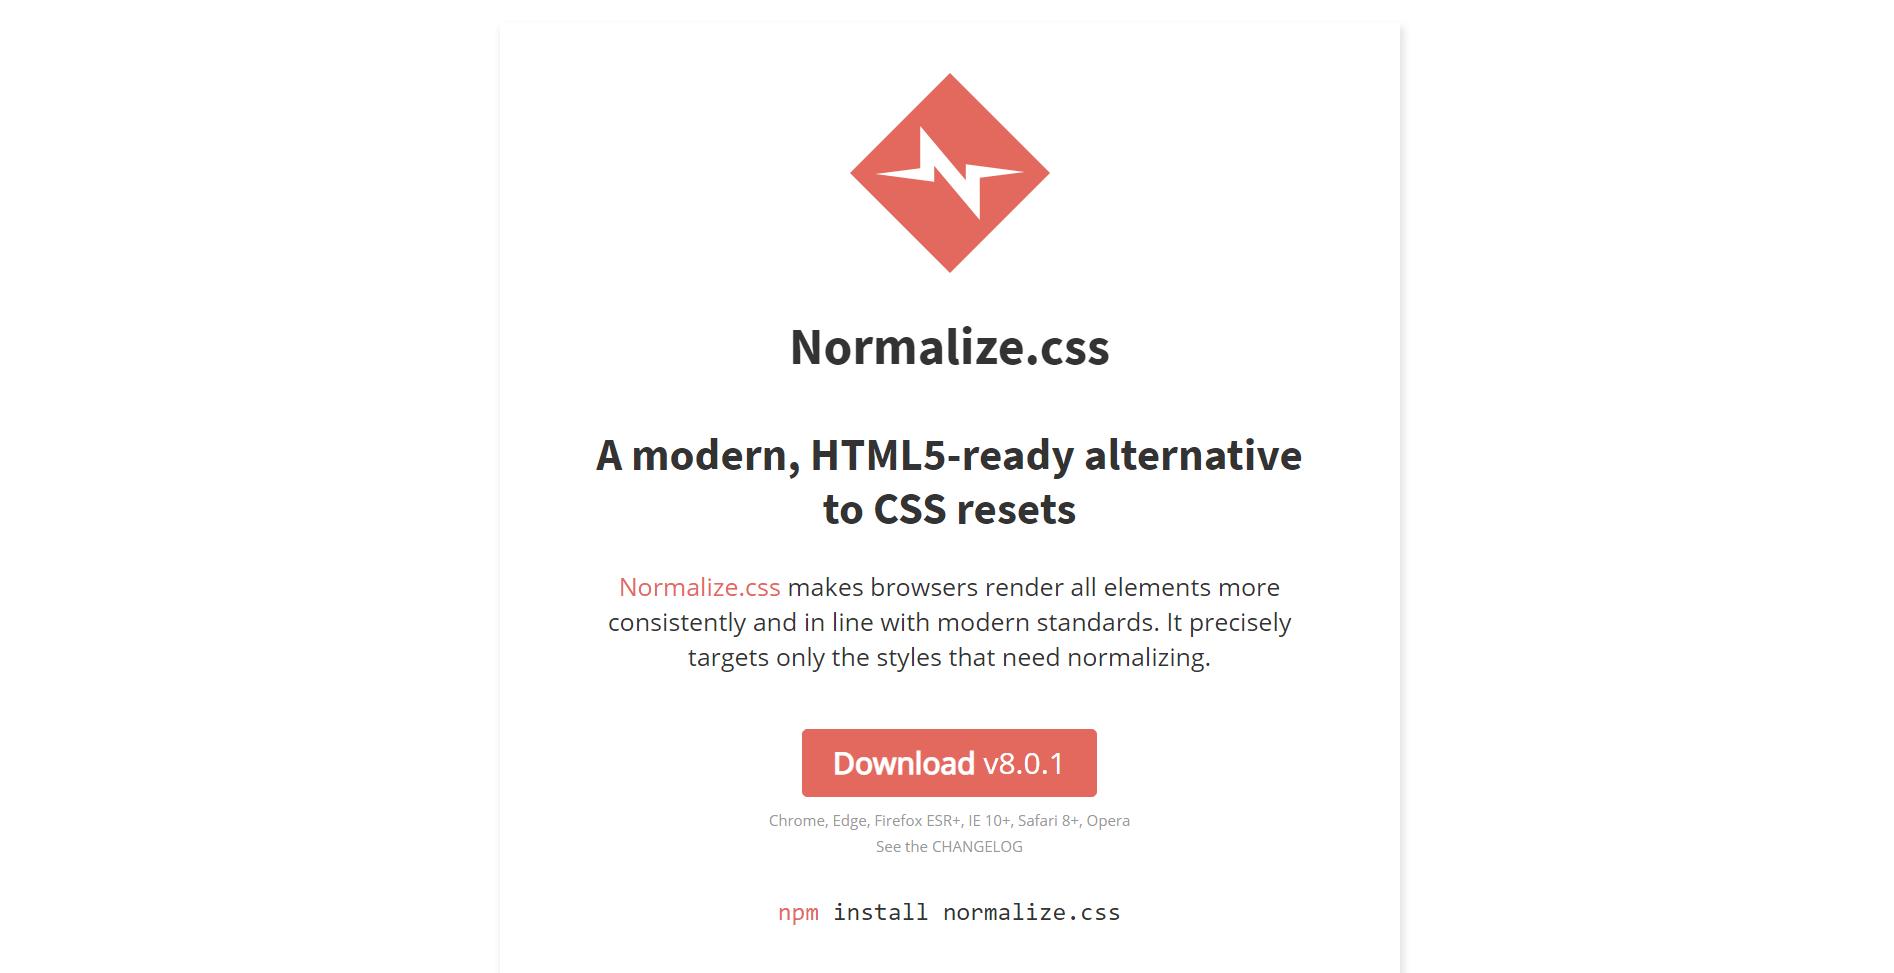 Normalize.css
A modern, HTML5-ready alternative
to CSS resets
Normalize.css makes browsers render all elements more
consistently and in line with modern standards. It precisely
targets only the styles that need normalizing.
Download v8.0.1
Chrome, Edge, Firefox ESR+, IE 10+, Safari 8+, Opera
See the CHANGELOG
npm install normalize.css